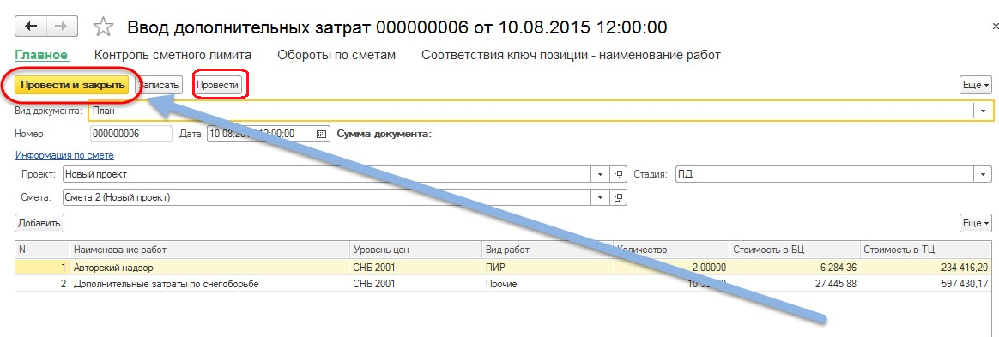 Ввод дополнительных затрат 000000006 от 10.08.2015 12:00:00
Главное Контроль сметного лимита Обороты по сметам Соответствия ключ позиции - наименование работ
Провести и закрыть Записать Провести Еще
Вид документа: План
Номер: 000000006 Дата: 10.08.2015 12:00:00 Сумма документа:
Информация по смете
Проект: Новый проект Стадия: ПД
Смета: Смета 2 (Новый проект)
Добавить Еще
N Наименование работ Уровень цен Вид работ Количество Стоимость в БЦ Стоимость в ТЦ
1 Авторский надзор СНБ 2001 ПИР 2,00000 6 284,36 234 416,20
2 Дополнительные затраты по снегоборьбе СНБ 2001 Прочие 27 445,88 597 430,17